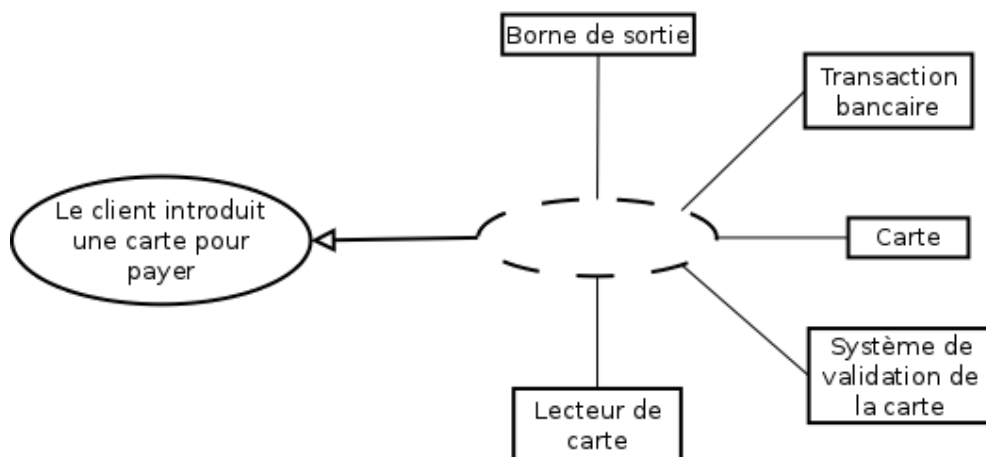 Borne de sortie
Transaction
bancaire
Le client introduit
une carte pour
payer
Carte
Système de
validation de
la carte
Lecteur de
carte